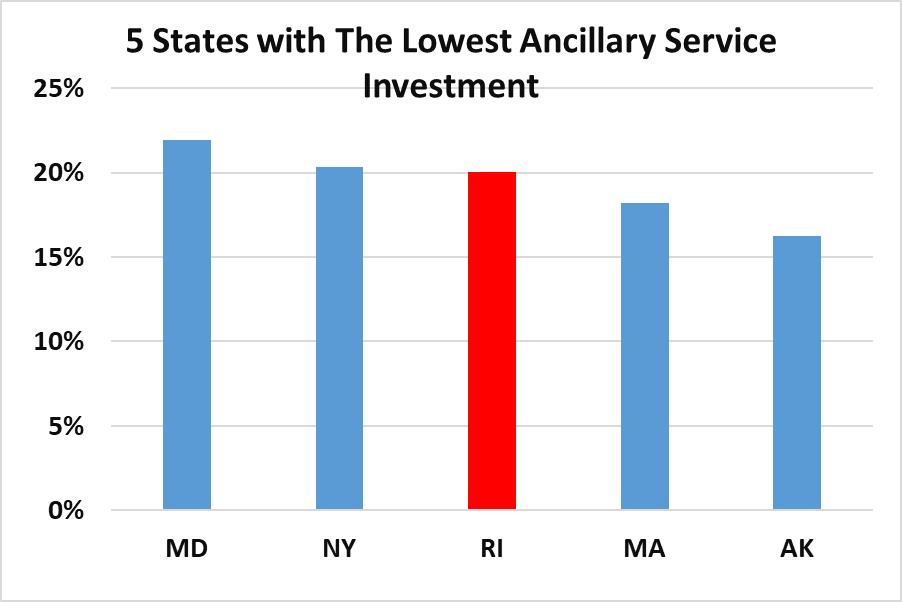 5 States with The Lowest Ancillary Service
Investment
25%
20%
15%
10%
5%
0%
MD NY RI MA AK